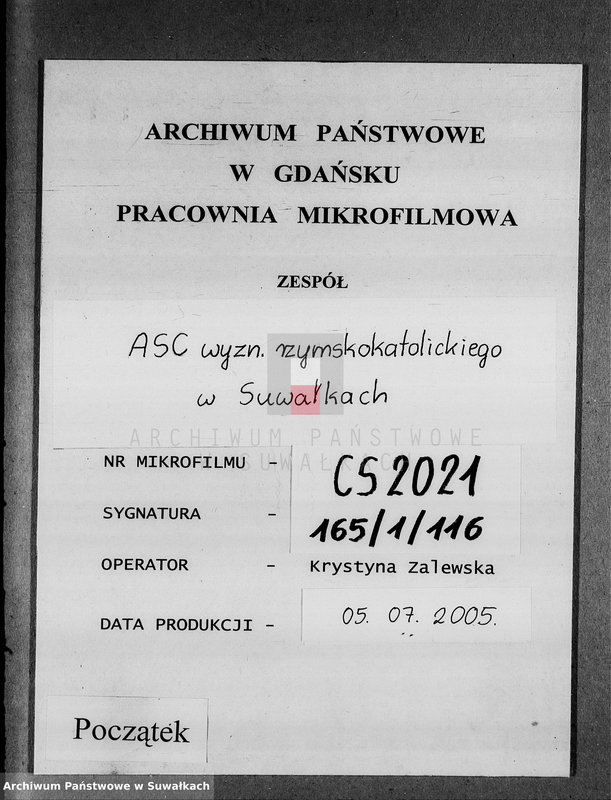 ARCHIWUM PAŃSTWOWE
W GDAŃSKU
PRACOWNIA MIKROFILMOWA
ZESPÓŁ
ASC wyzn. rzymskokatolickiego
w Suwałkach
ARCHIWUM PAŃSTWOWE
W SUWAŁKACH
NR MIKROFILMU - CS2021
SYGNATURA - 165/1/116
OPERATOR - Krystyna Zalewska
DATA PRODUKCJI - 05. 07. 2005.
Początek
Archiwum Państwowe w Suwałkach